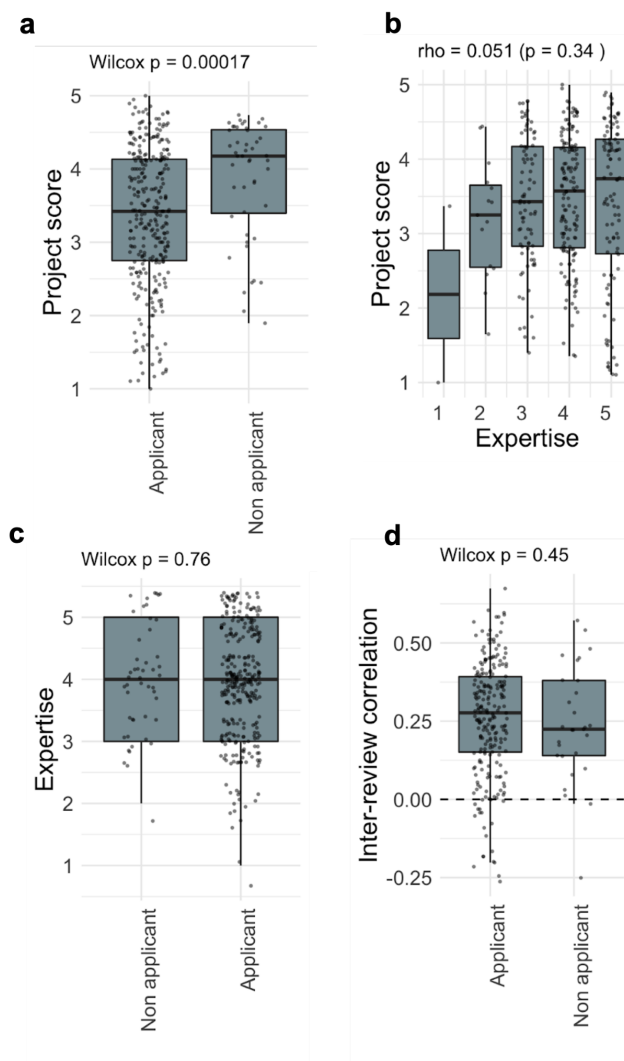 a
Wilcox p = 0.00017
Project score
5
4
3
2
1
Applicant
Non applicant
b
rho = 0.051 (p = 0.34 )
Project score
5
4
3
2
1
1 2 3 4 5
Expertise
c
Wilcox p = 0.76
Expertise
5
4
3
2
1
Non applicant
Applicant
d
Wilcox p = 0.45
Inter-review correlation
0.50
0.25
0.00
-0.25
Applicant
Non applicant